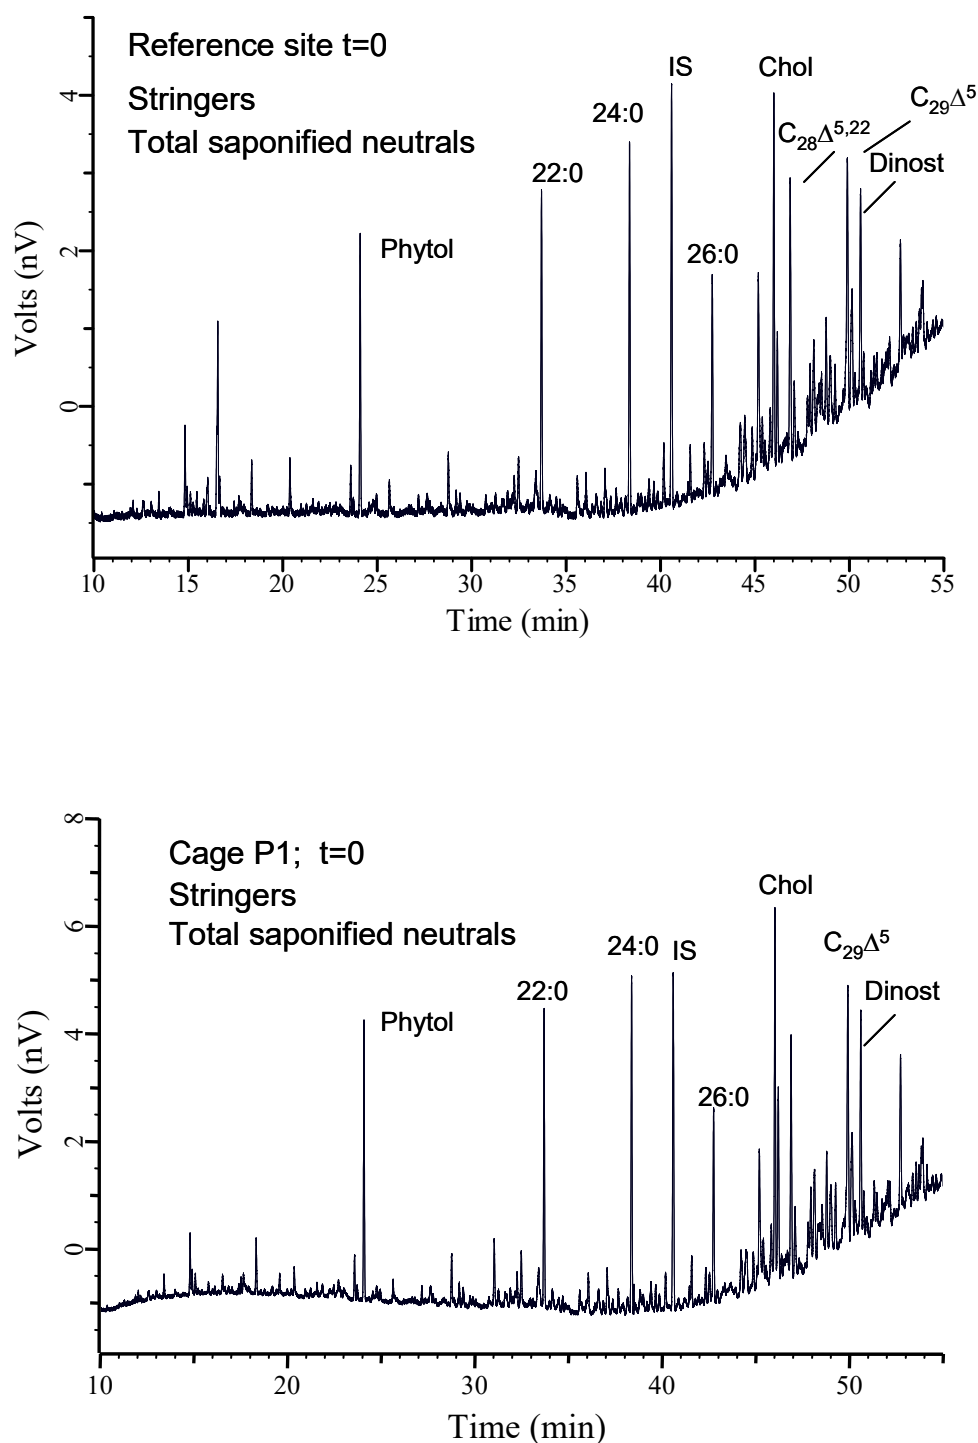 Reference site t=0
Stringers
Total saponified neutrals
Phytol
22:0
24:0
IS
26:0
Chol
C28Δ5,22
C29Δ5
Dinost
Volts (nV)
4
2
0
10 15 20 25 30 35 40 45 50 55
Time (min)
Cage P1; t=0
Stringers
Total saponified neutrals
Phytol
22:0
24:0
IS
26:0
Chol
C29Δ5
Dinost
Volts (nV)
8
6
4
2
0
10 20 30 40 50
Time (min)